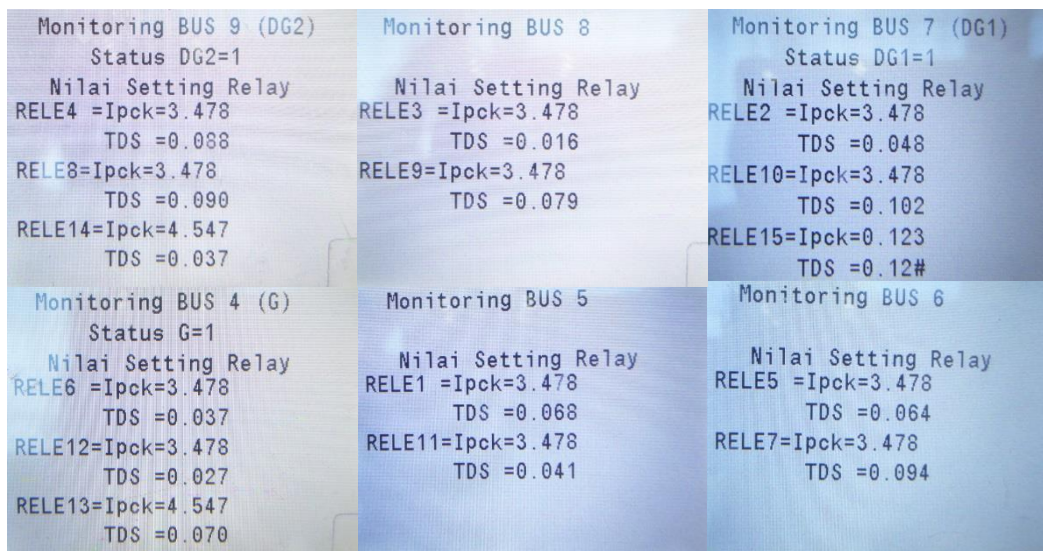 Monitoring BUS 9 (DG2)
Status DG2=1
Nilai Setting Relay
RELE4 =Ipck=3.478
TDS =0.088
RELE8=Ipck=3.478
TDS =0.090
RELE14=Ipck=4.547
TDS =0.037
Monitoring BUS 8
Nilai Setting Relay
RELE3 =Ipck=3.478
TDS =0.016
RELE9=Ipck=3.478
TDS =0.079
Monitoring BUS 7 (DG1)
Status DG1=1
Nilai Setting Relay
RELE2 =Ipck=3.478
TDS =0.048
RELE10=Ipck=3.478
TDS =0.102
RELE15=Ipck=0.123
TDS =0.12#
Monitoring BUS 4 (G)
Status G=1
Nilai Setting Relay
RELE6 =Ipck=3.478
TDS =0.037
RELE12=Ipck=3.478
TDS =0.027
RELE13=Ipck=4.547
TDS =0.070
Monitoring BUS 5
Nilai Setting Relay
RELE1 =Ipck=3.478
TDS =0.068
RELE11=Ipck=3.478
TDS =0.041
Monitoring BUS 6
Nilai Setting Relay
RELE5 =Ipck=3.478
TDS =0.064
RELE7=Ipck=3.478
TDS =0.094